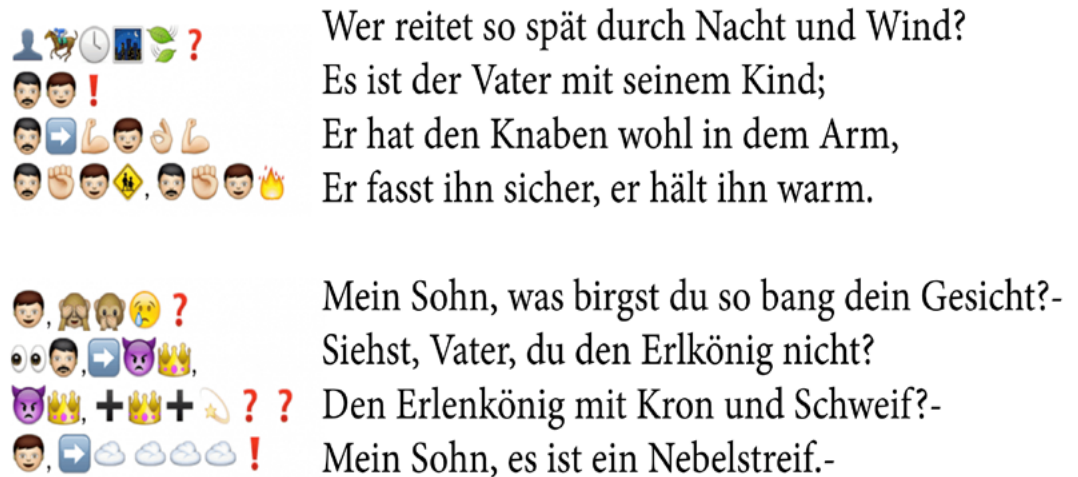 Wer reitet so spät durch Nacht und Wind?
Es ist der Vater mit seinem Kind;
Er hat den Knaben wohl in dem Arm,
Er fasst ihn sicher, er hält ihn warm.
Mein Sohn, was birgst du so bang dein Gesicht?-
Siehst, Vater, du den Erlkönig nicht?
Den Erlenkönig mit Kron und Schweif?-
Mein Sohn, es ist ein Nebelstreif.-